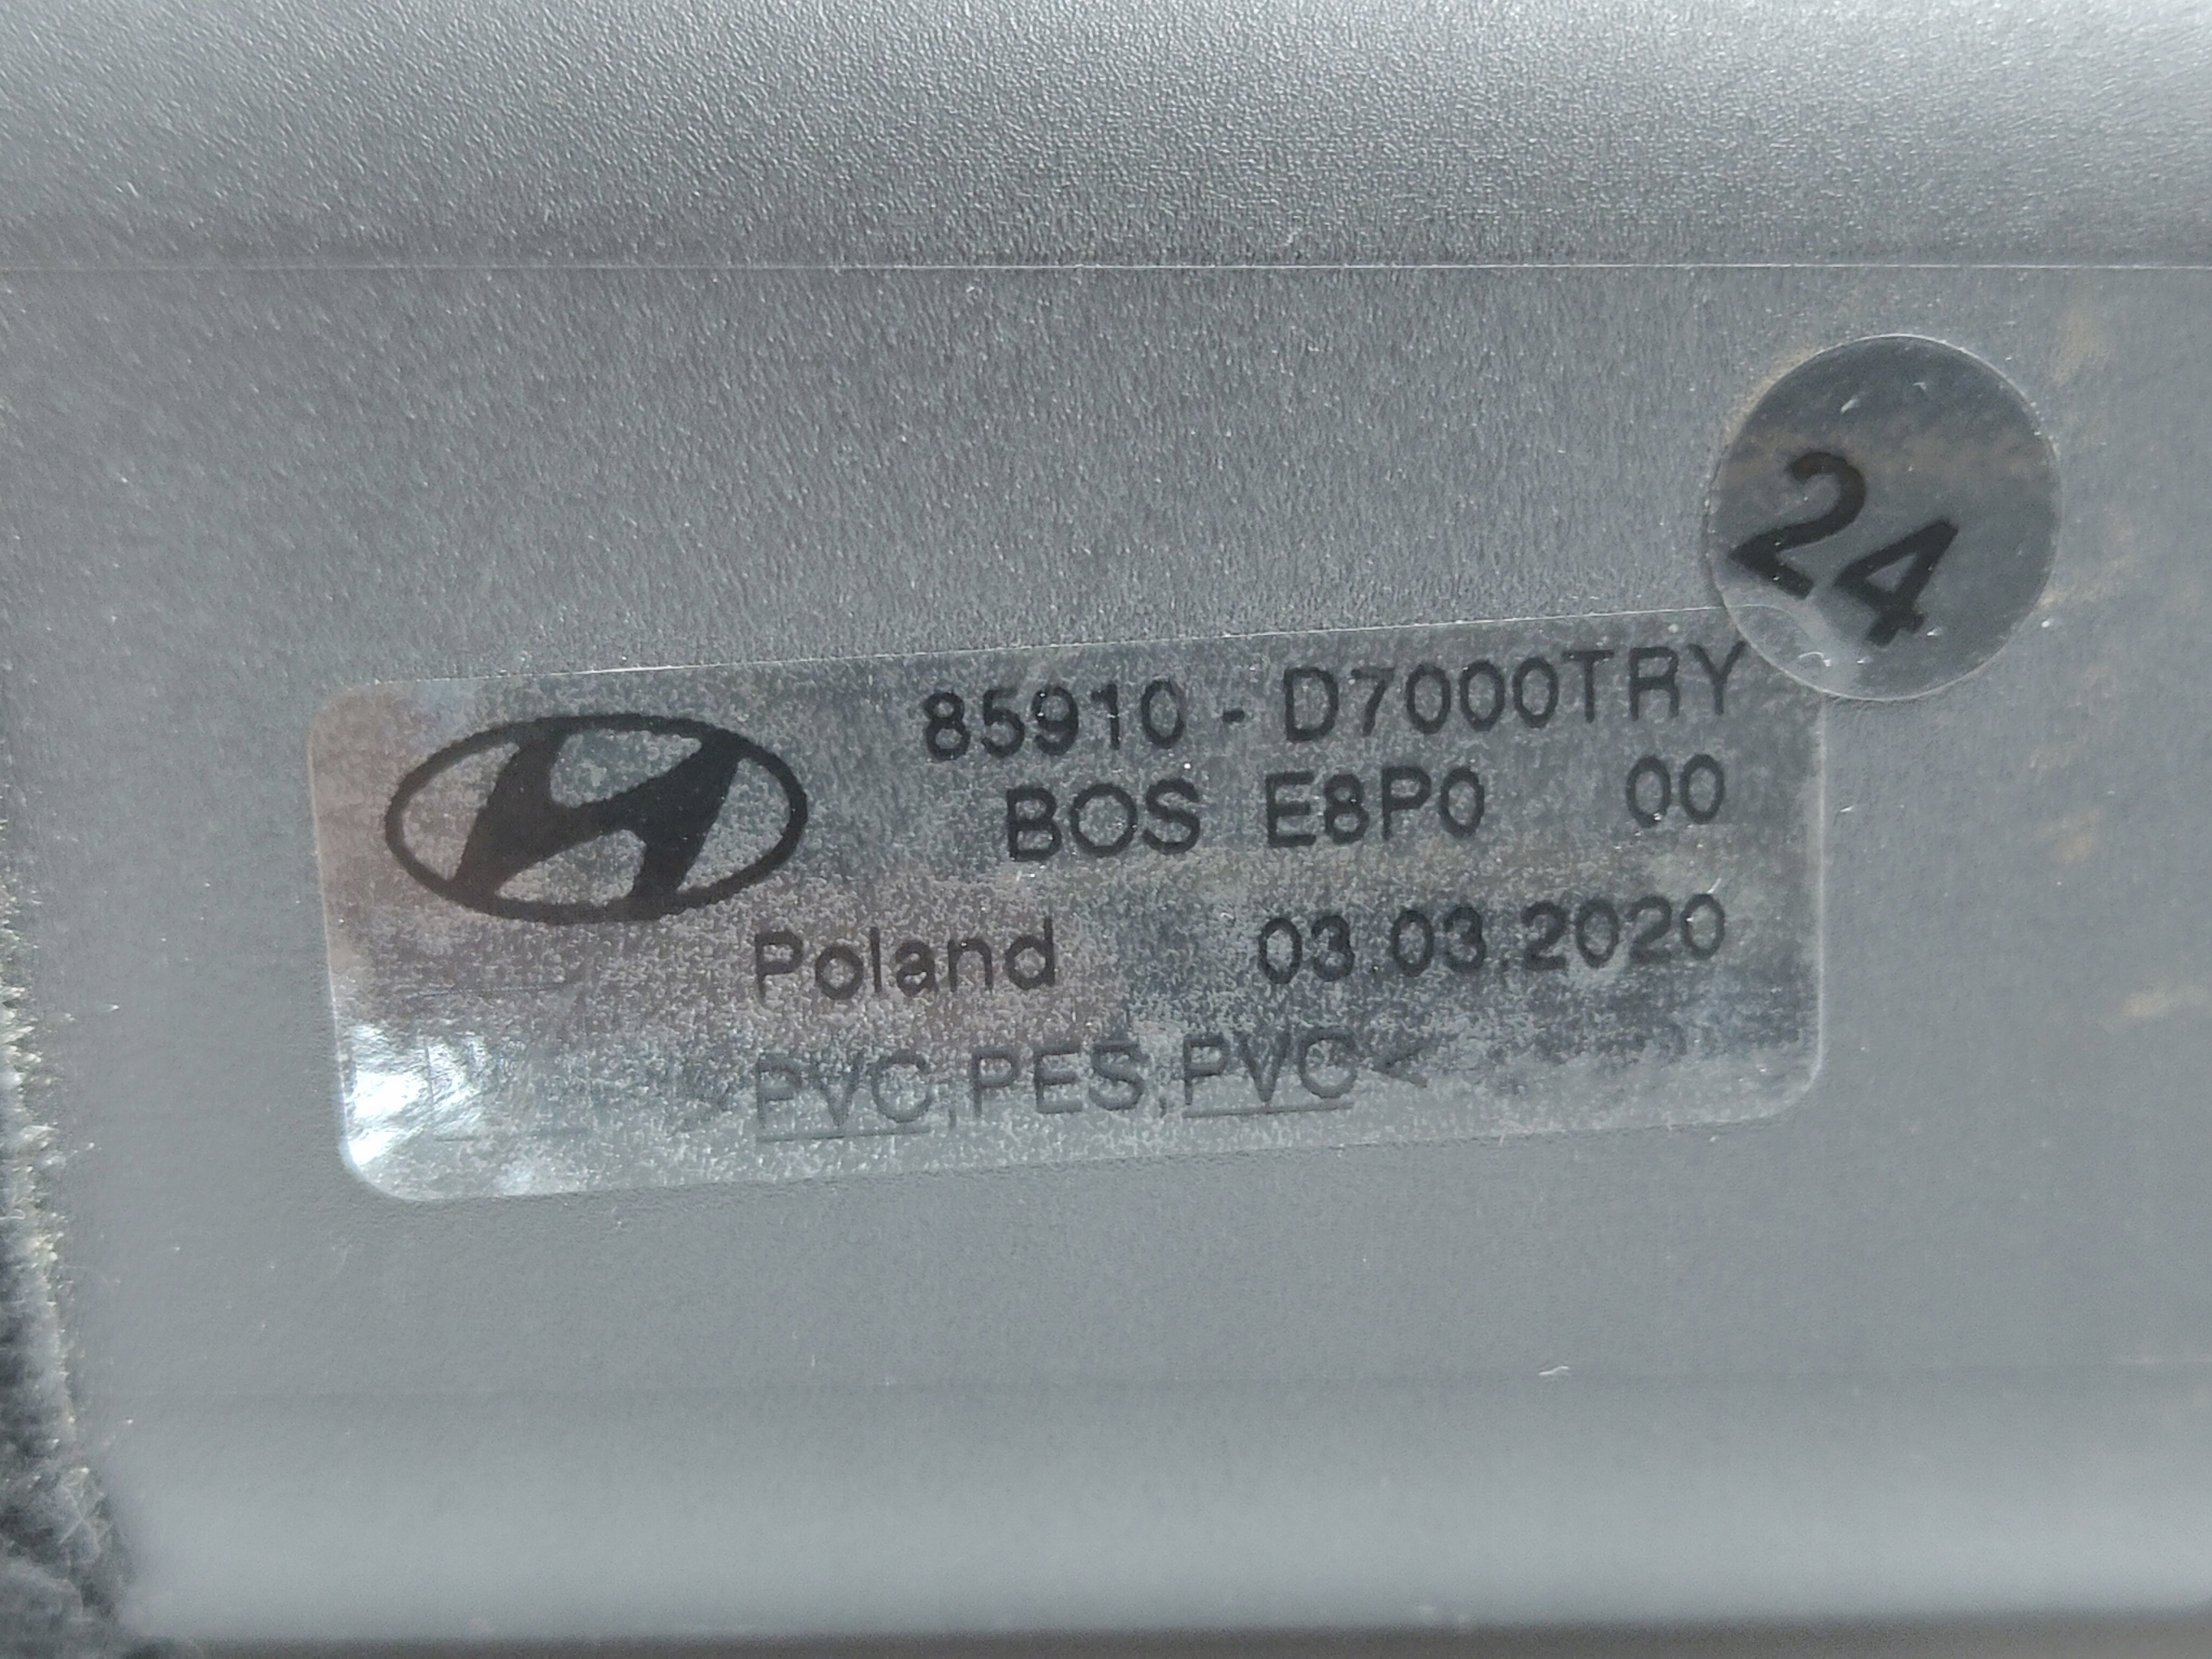 24
85910 - D7000TRY
BOS E8P0 00
Poland 03.03.2020
>PVC,PES,PVC<